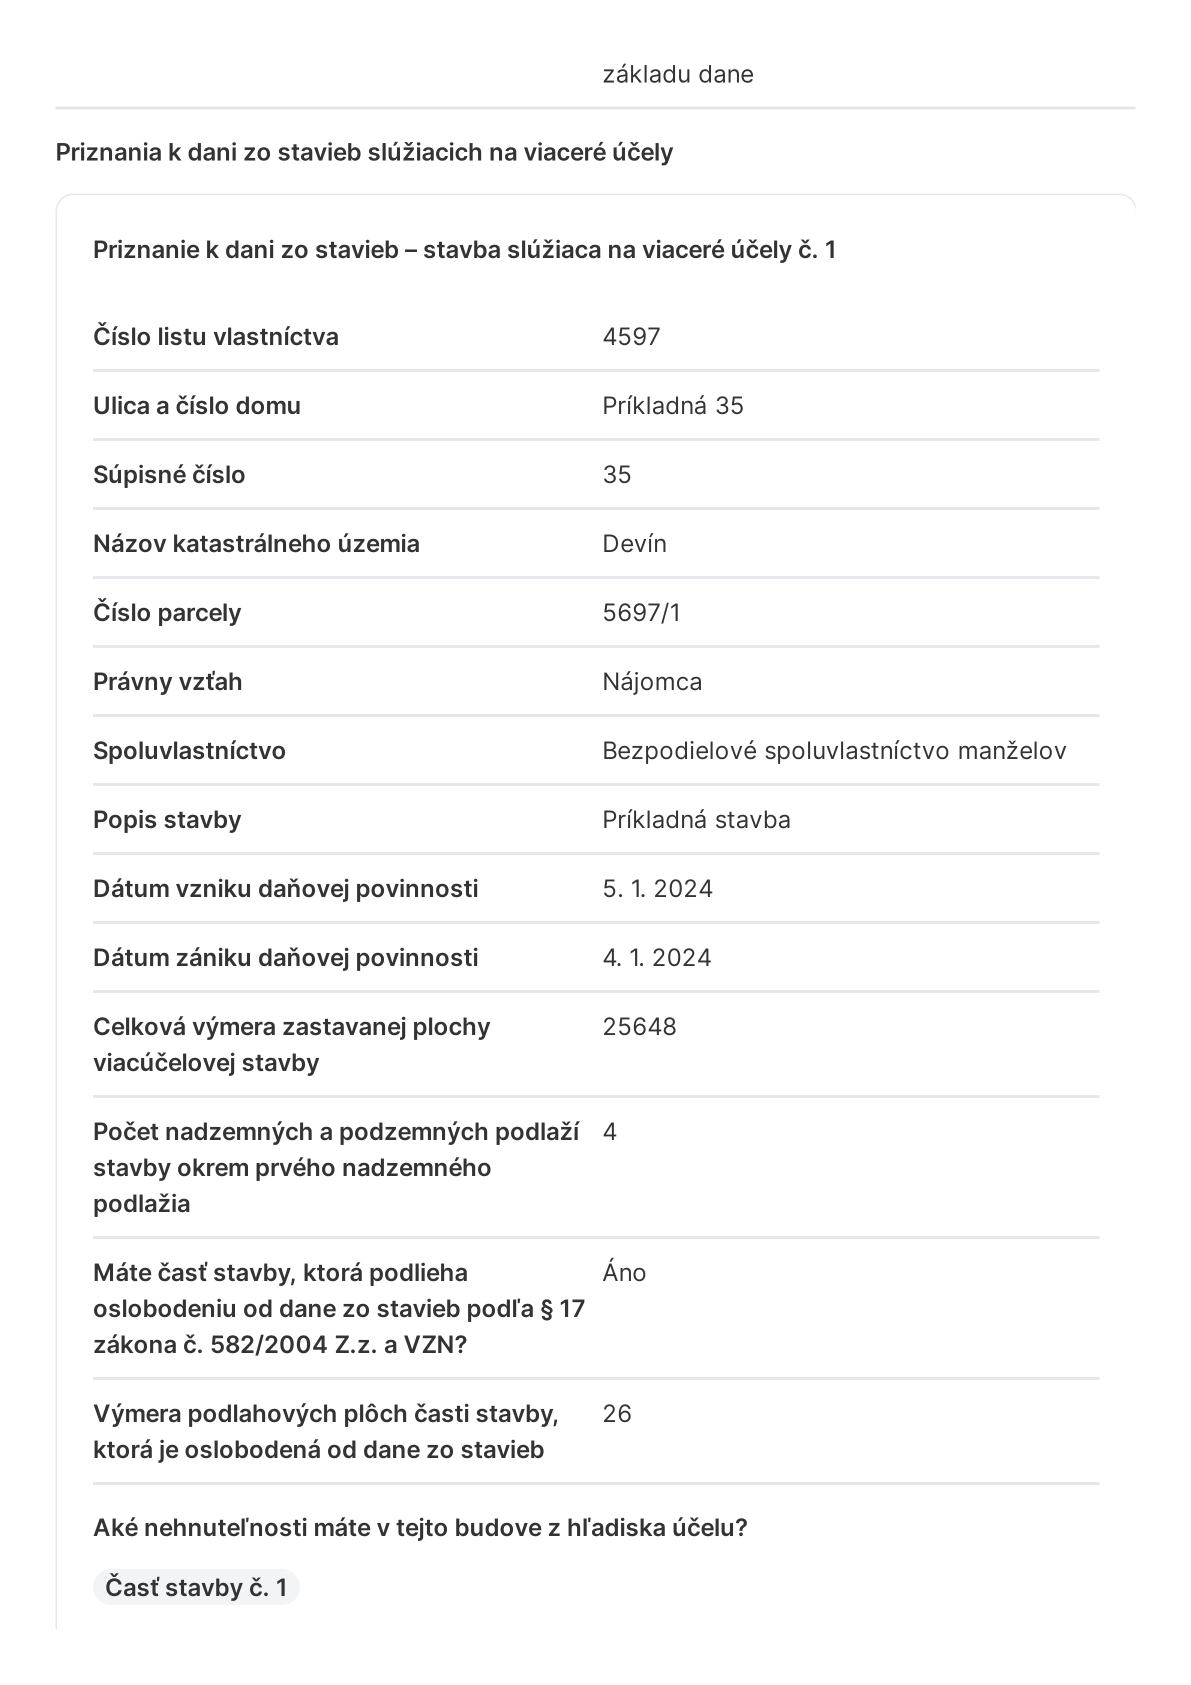 základu dane
Priznania k dani zo stavieb slúžiacich na viaceré účely
Priznanie k dani zo stavieb – stavba slúžiaca na viaceré účely č. 1
Číslo listu vlastníctva 4597
Ulica a číslo domu Príkladná 35
Súpisné číslo 35
Názov katastrálneho územia Devín
Číslo parcely 5697/1
Právny vzťah Nájomca
Spoluvlastníctvo Bezpodielové spoluvlastníctvo manželov
Popis stavby Príkladná stavba
Dátum vzniku daňovej povinnosti 5. 1. 2024
Dátum zániku daňovej povinnosti 4. 1. 2024
Celková výmera zastavanej plochy 25648
viacúčelovej stavby
Počet nadzemných a podzemných podlaží 4
stavby okrem prvého nadzemného
podlažia
Máte časť stavby, ktorá podlieha Áno
oslobodeniu od dane zo stavieb podľa § 17
zákona č. 582/2004 Z.z. a VZN?
Výmera podlahových plôch časti stavby, 26
ktorá je oslobodená od dane zo stavieb
Aké nehnuteľnosti máte v tejto budove z hľadiska účelu?
Časť stavby č. 1